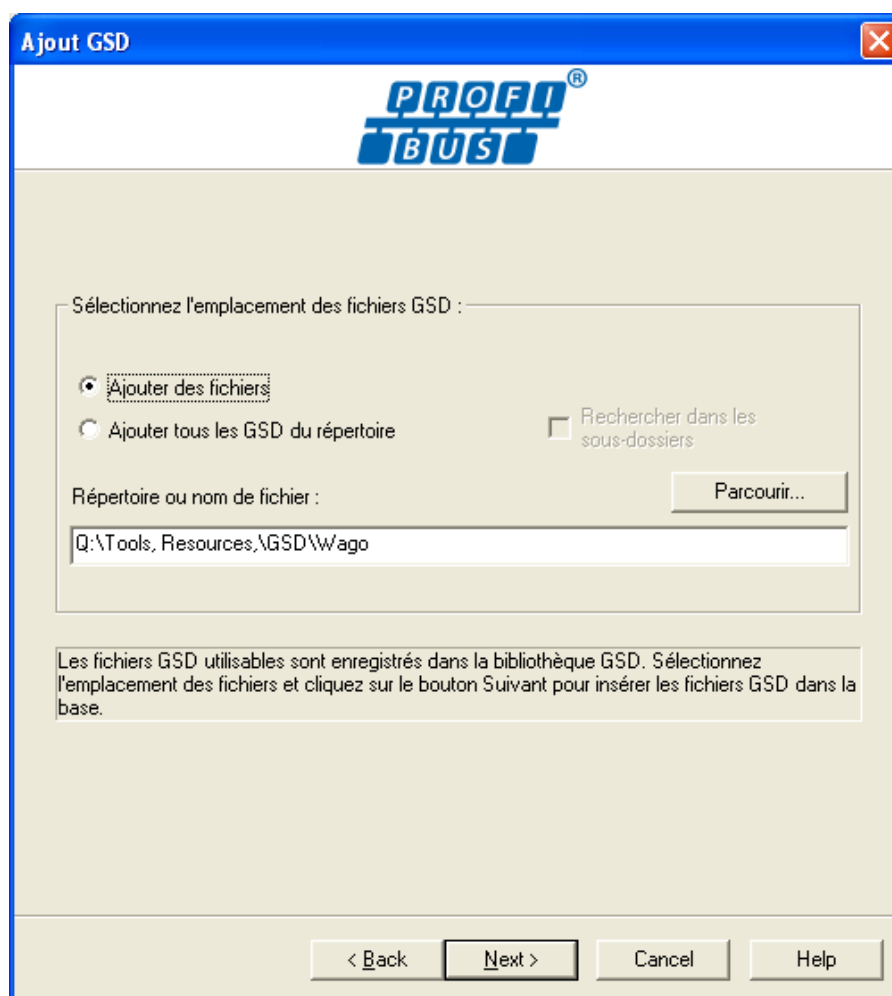 Ajout GSD
PROFI®
BUS
Sélectionnez l'emplacement des fichiers GSD :
Ajouter des fichiers
Ajouter tous les GSD du répertoire
Rechercher dans les
sous-dossiers
Répertoire ou nom de fichier :
Parcourir...
Q:\Tools, Resources,\GSD\Wago
Les fichiers GSD utilisables sont enregistrés dans la bibliothèque GSD. Sélectionnez
l'emplacement des fichiers et cliquez sur le bouton Suivant pour insérer les fichiers GSD dans la
base.
< Back
Next >
Cancel
Help